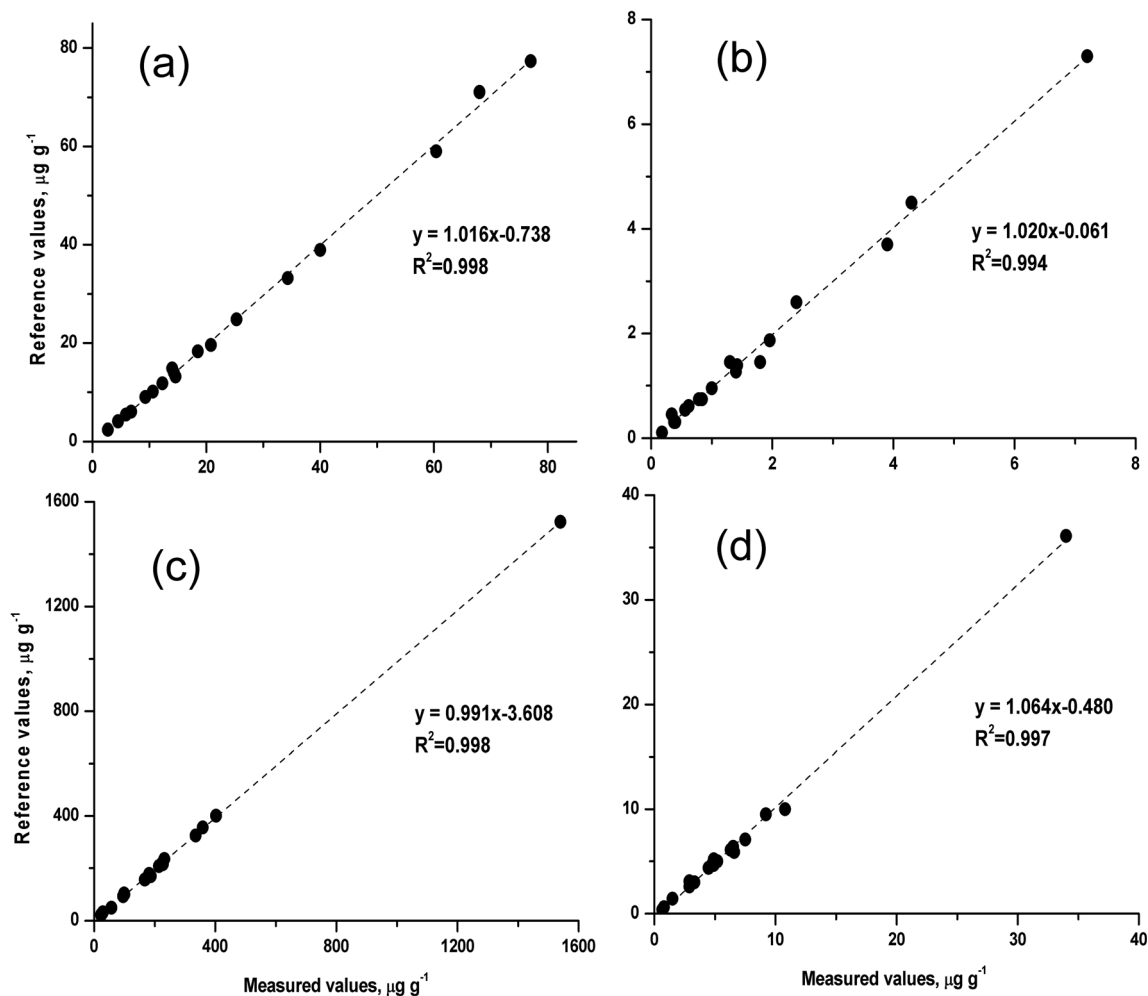 (a)
80
60
40
20
0
0 20 40 60 80
y = 1.016x-0.738
R²=0.998
Reference values, µg g⁻¹
(b)
8
6
4
2
0
0 2 4 6 8
y = 1.020x-0.061
R²=0.994
(c)
1600
1200
800
400
0
0 400 800 1200 1600
y = 0.991x-3.608
R²=0.998
Reference values, µg g⁻¹
Measured values, µg g⁻¹
(d)
40
30
20
10
0
0 10 20 30 40
y = 1.064x-0.480
R²=0.997
Measured values, µg g⁻¹